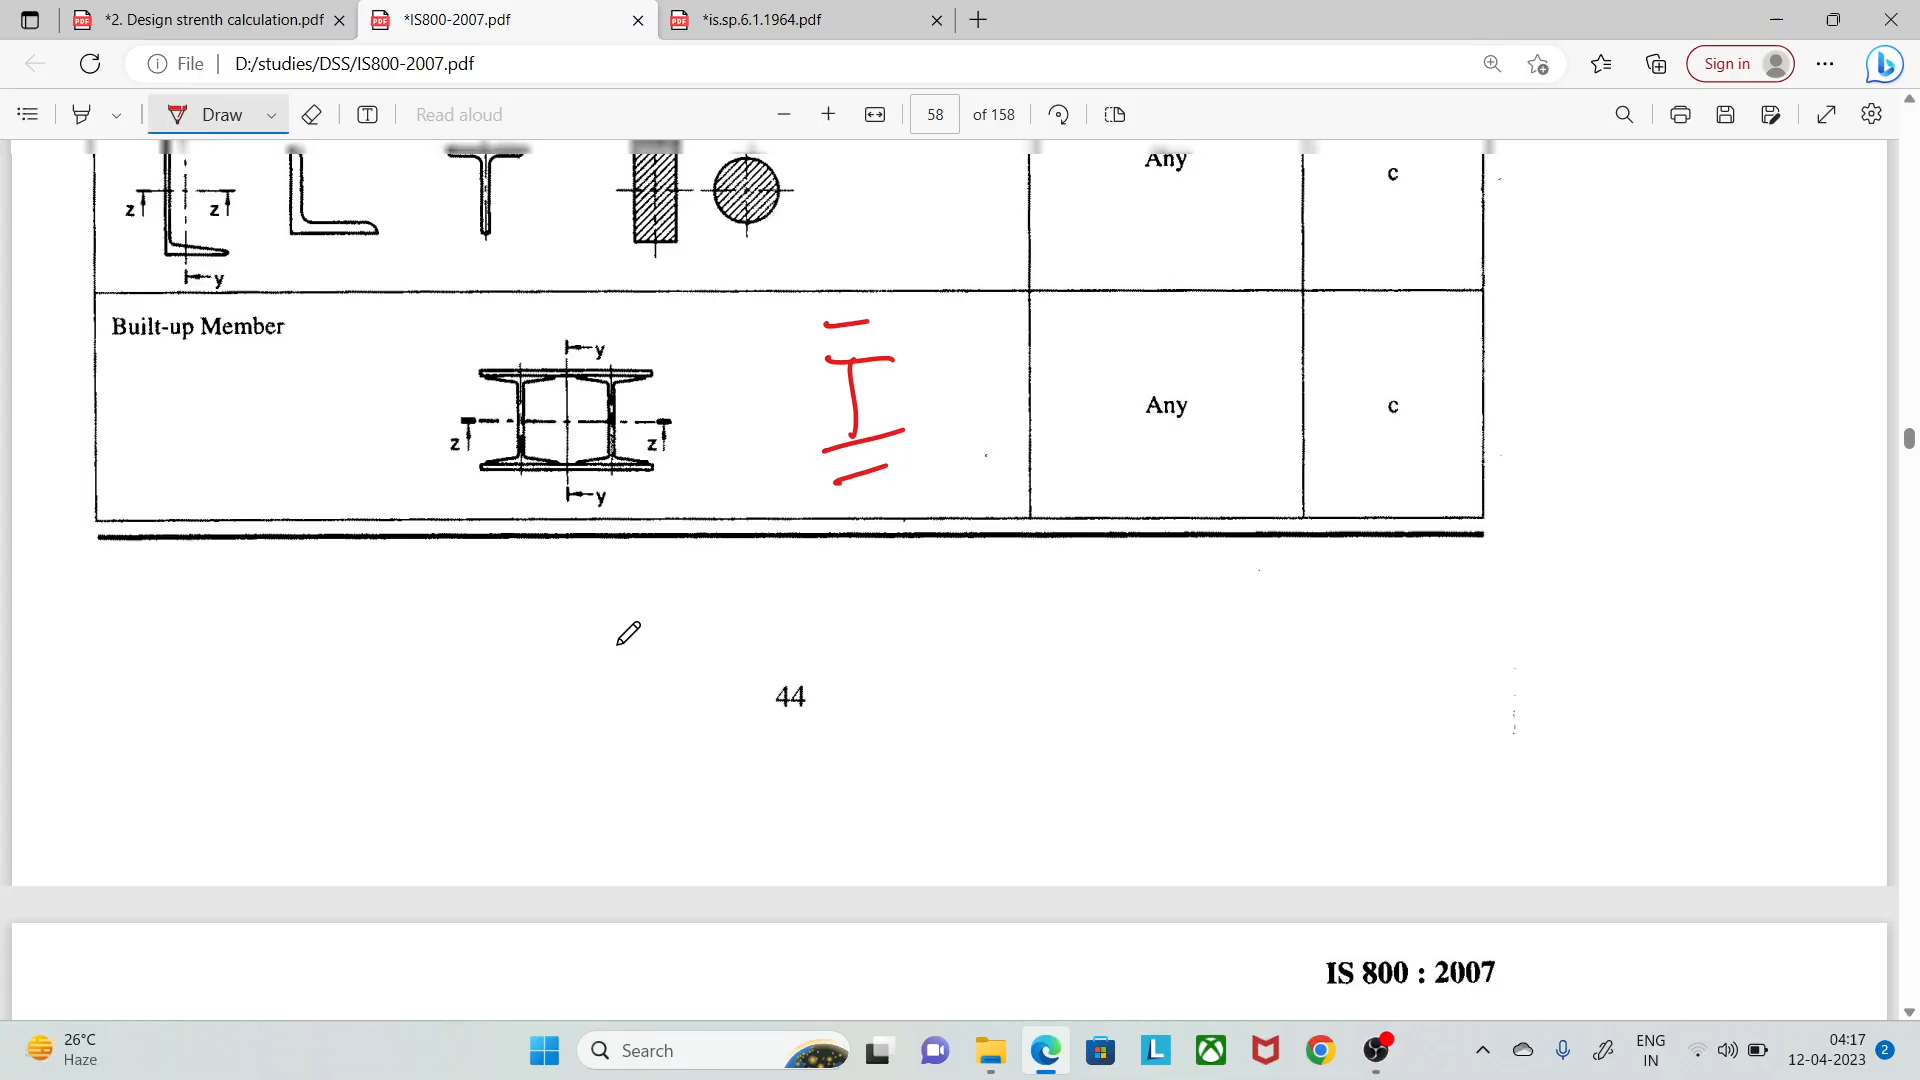 *2. Design strenth calculation.pdf
*IS800-2007.pdf
*is.sp.6.1.1964.pdf
File
D:/studies/DSS/IS800-2007.pdf
Sign in
Draw
Read aloud
58 of 158
Any
c
z z
y
Built-up Member
y
z z
y
Any
c
44
IS 800 : 2007
26°C
Haze
Search
ENG
IN
04:17
12-04-2023
2